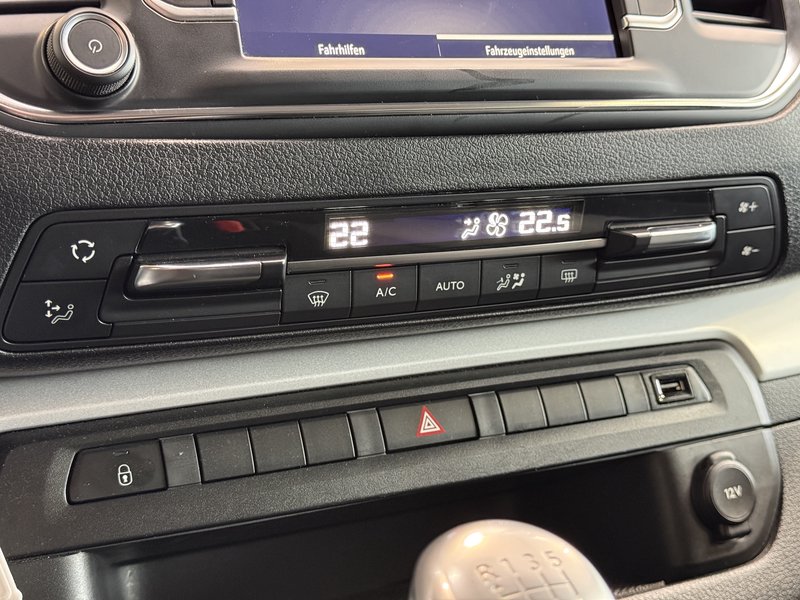 Fahrhilfen Fahrzeugeinstellungen
22 22.5
A/C AUTO
12V
R 1 3 5